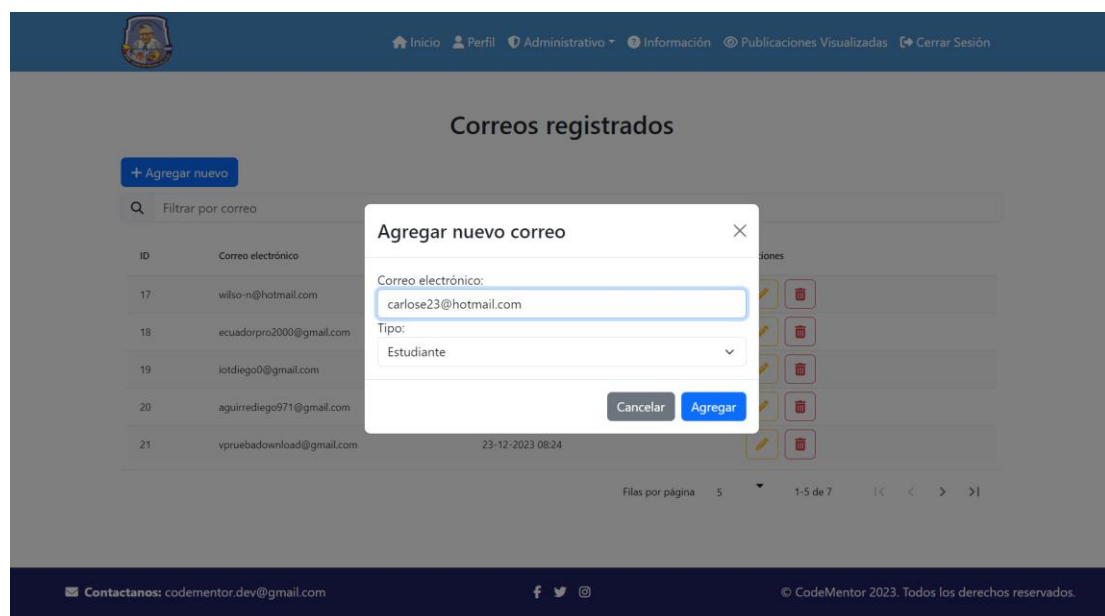 Inicio Perfil Administrativo Información Publicaciones Visualizadas Cerrar Sesión
Correos registrados
+ Agregar nuevo
Filtrar por correo
Agregar nuevo correo
Correo electrónico:
carlose23@hotmail.com
Tipo:
Estudiante
Cancelar Agregar
ID Correo electrónico iones
17 wilso-n@hotmail.com
18 ecuadorpro2000@gmail.com
19 iotdiego0@gmail.com
20 aguirrediego971@gmail.com
21 vpruebadownload@gmail.com 23-12-2023 08:24
Filas por página 5 1-5 de 7
Contactanos: codementor.dev@gmail.com © CodeMentor 2023. Todos los derechos reservados.